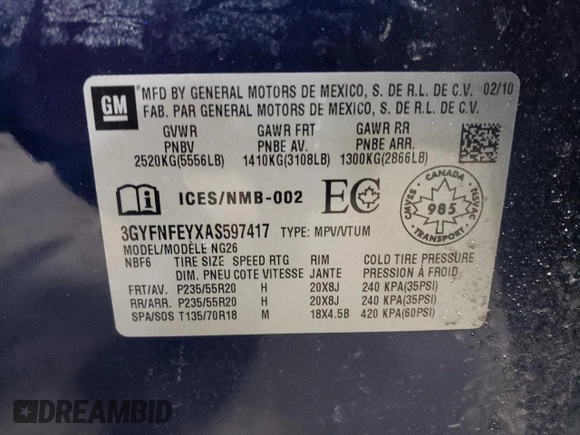 GM
MFD BY GENERAL MOTORS DE MEXICO, S. DE R.L. DE C.V. 02/10
FAB. PAR GENERAL MOTORS DE MEXICO, S. DE R.L. DE C.V.
GVWR GAWR FRT GAWR RR
PNBV PNBE AV. PNBE ARR.
2520KG(5556LB) 1410KG(3108LB) 1300KG(2866LB)
ICES/NMB-002 EC
CANADA
CMVSS 985 NSVAC
3GYFNFEYXAS597417 TYPE: MPV/VTUM
MODEL/MODÈLE NG26
NBF6 TIRE SIZE SPEED RTG RIM COLD TIRE PRESSURE
DIM. PNEU COTE VITESSE JANTE PRESSION À FROID
FRT/AV. P235/55R20 H 20X8J 240 KPA(35PSI)
RR/ARR. P235/55R20 H 20X8J 240 KPA(35PSI)
SPA/SOS T135/70R18 M 18X4.5B 420 KPA(60PSI)
DREAMBID